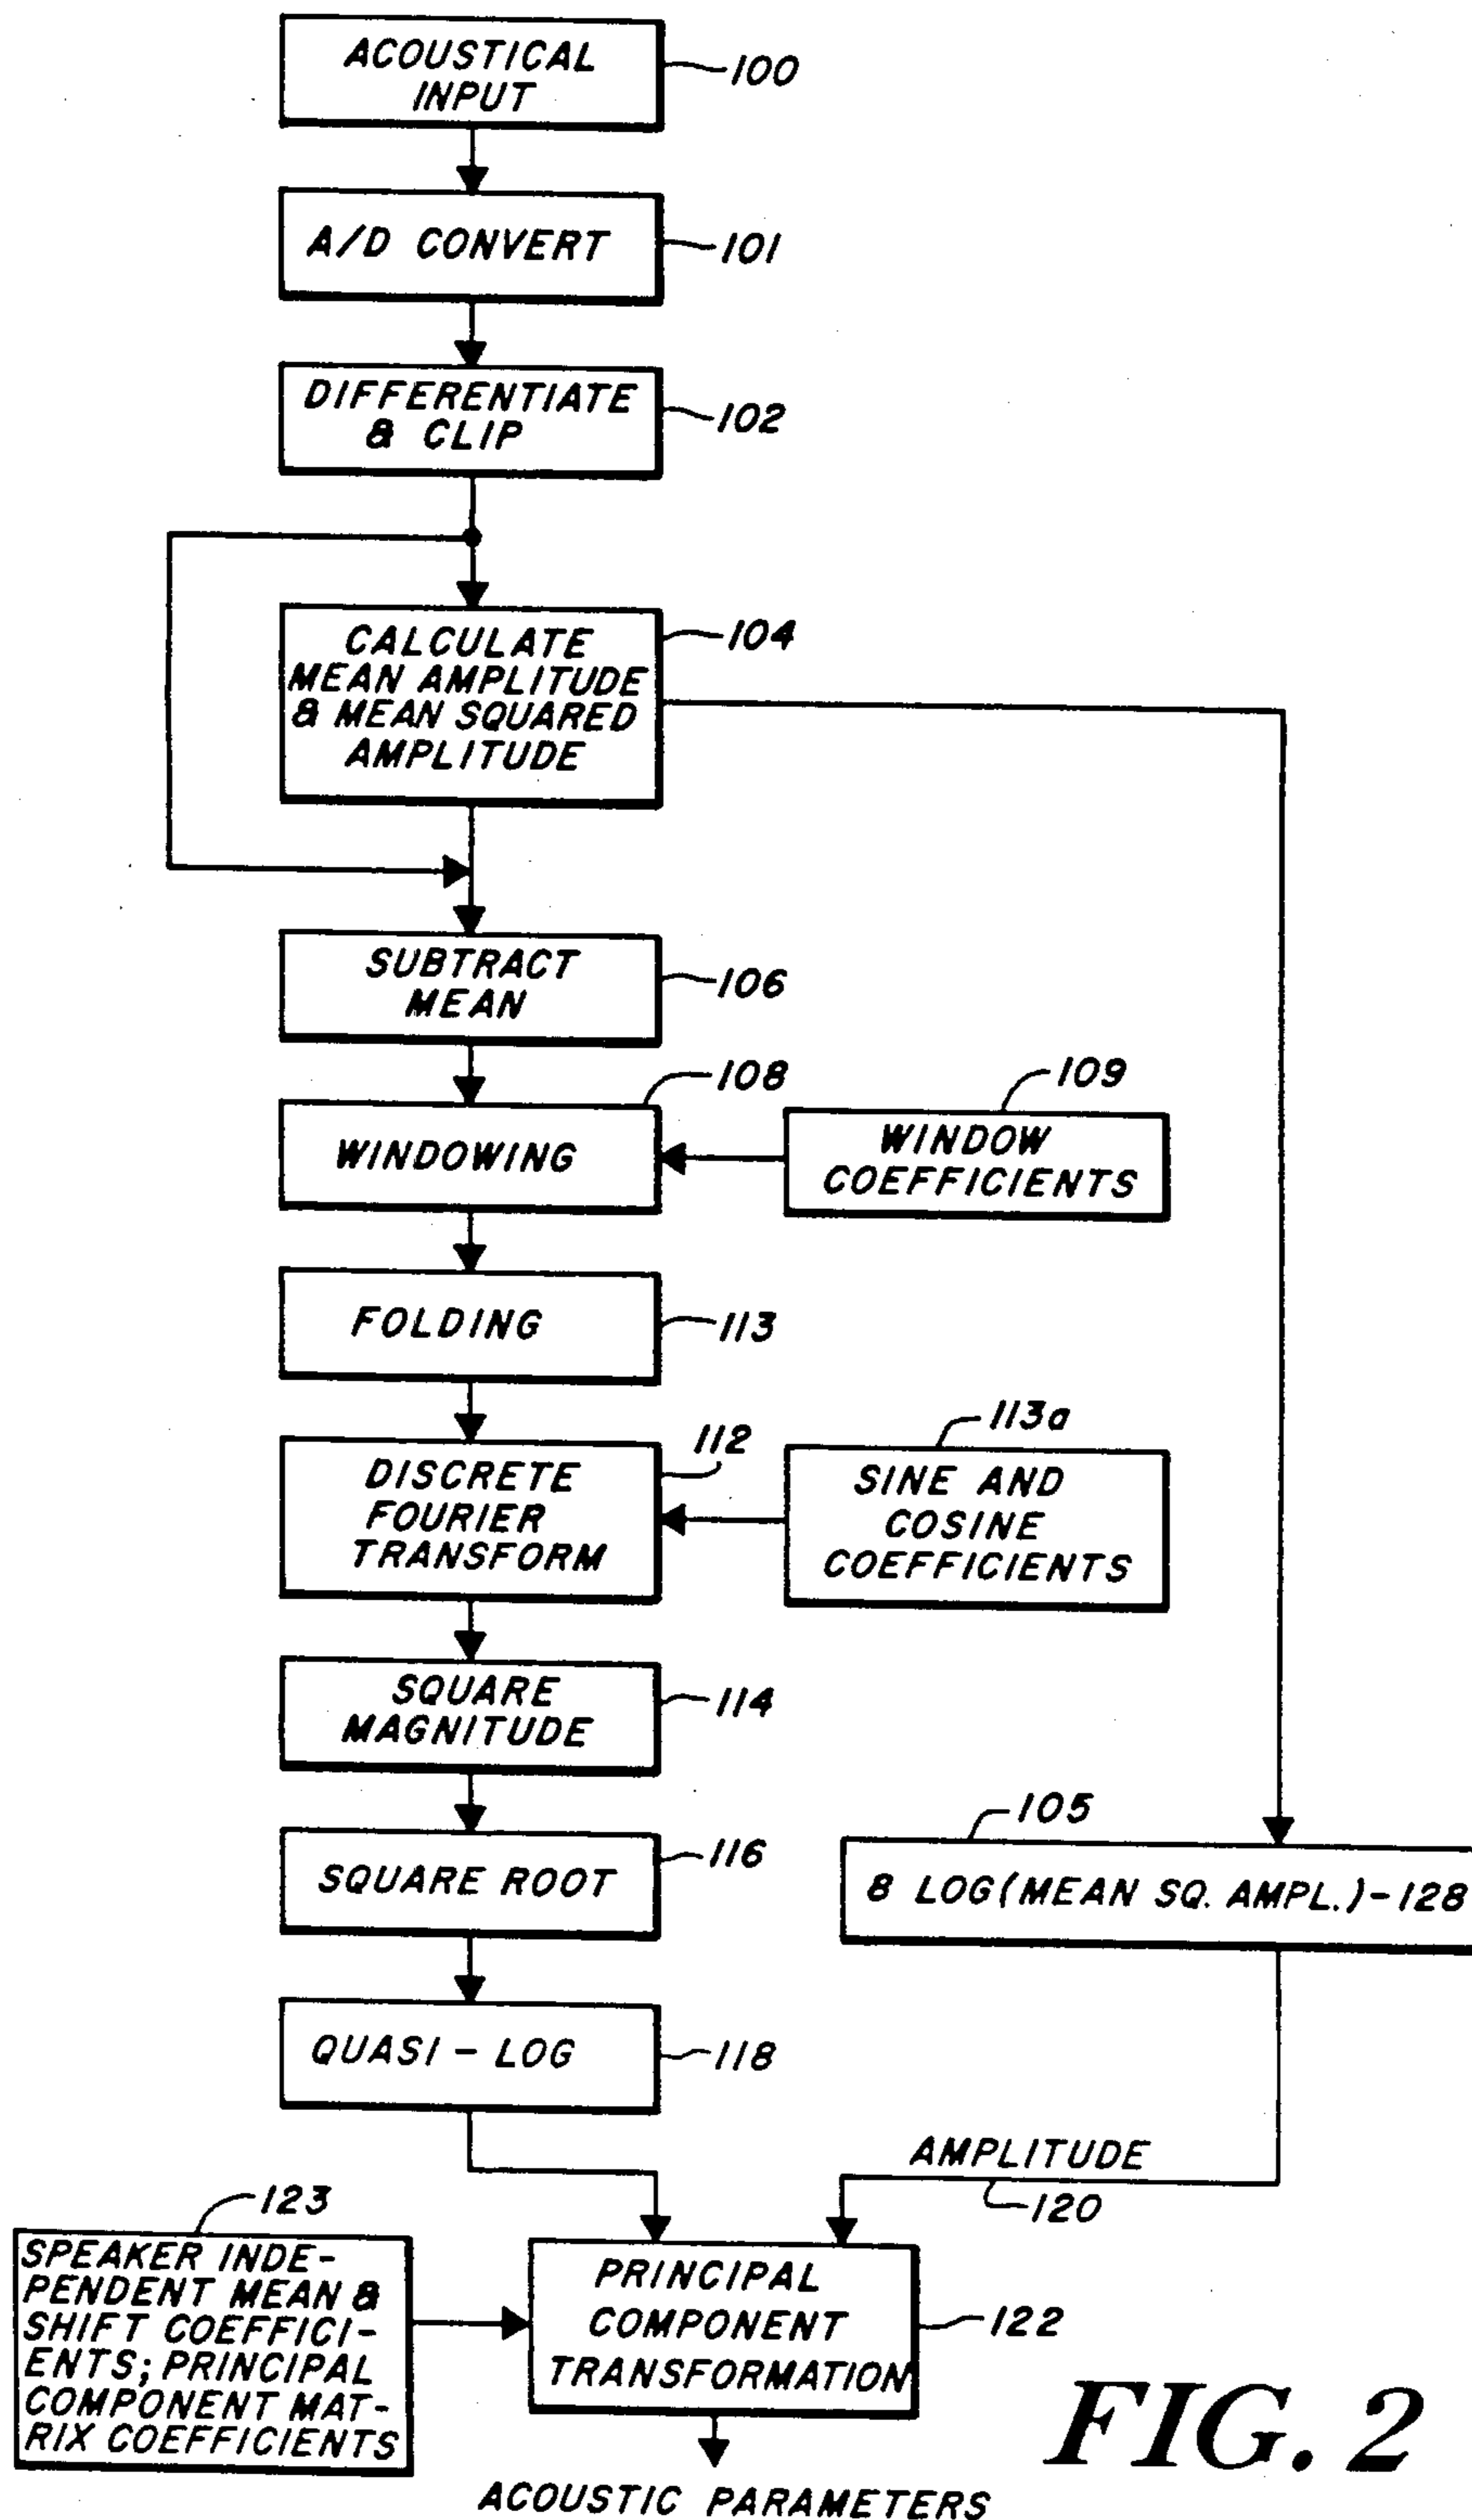 ACOUSTICAL
INPUT
100
A/D CONVERT
101
DIFFERENTIATE
& CLIP
102
CALCULATE
MEAN AMPLITUDE
& MEAN SQUARED
AMPLITUDE
104
SUBTRACT
MEAN
106
WINDOWING
108
WINDOW
COEFFICIENTS
109
FOLDING
113
DISCRETE
FOURIER
TRANSFORM
112
SINE AND
COSINE
COEFFICIENTS
113a
SQUARE
MAGNITUDE
114
SQUARE ROOT
116
105
8 LOG(MEAN SQ. AMPL.)-128
QUASI - LOG
118
AMPLITUDE
120
123
SPEAKER INDE-
PENDENT MEAN &
SHIFT COEFFICI-
ENTS; PRINCIPAL
COMPONENT MAT-
RIX COEFFICIENTS
PRINCIPAL
COMPONENT
TRANSFORMATION
122
ACOUSTIC PARAMETERS
FIG. 2